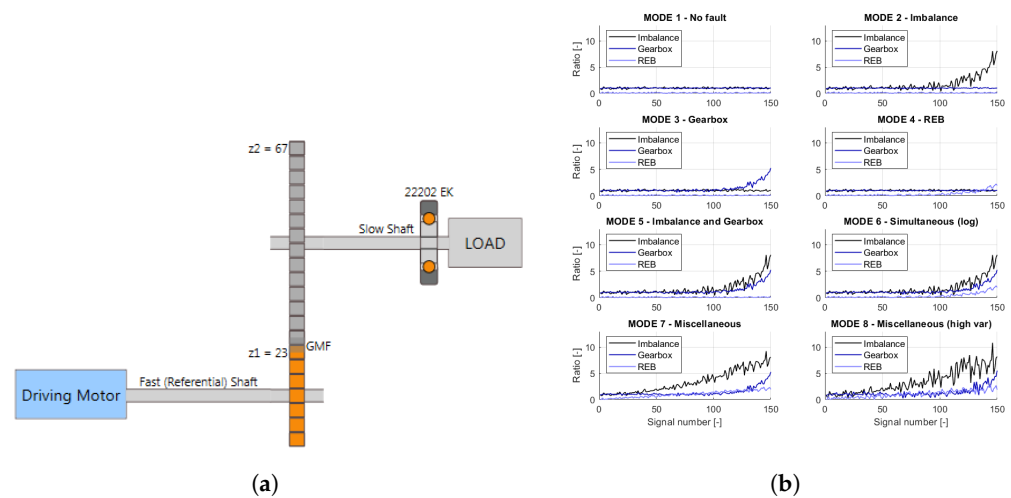 z2 = 67
22202 EK
Slow Shaft
LOAD
z1 = 23
GMF
Fast (Referential) Shaft
Driving Motor
(a)
MODE 1 - No fault
Ratio [-]
10
5
0
Imbalance
Gearbox
REB
0 50 100 150
MODE 2 - Imbalance
10
5
0
Imbalance
Gearbox
REB
0 50 100 150
MODE 3 - Gearbox
Ratio [-]
10
5
0
Imbalance
Gearbox
REB
0 50 100 150
MODE 4 - REB
10
5
0
Imbalance
Gearbox
REB
0 50 100 150
MODE 5 - Imbalance and Gearbox
Ratio [-]
10
5
0
Imbalance
Gearbox
REB
0 50 100 150
MODE 6 - Simultaneous (log)
10
5
0
Imbalance
Gearbox
REB
0 50 100 150
MODE 7 - Miscellaneous
Ratio [-]
10
5
0
Imbalance
Gearbox
REB
0 50 100 150
Signal number [-]
MODE 8 - Miscellaneous (high var)
10
5
0
Imbalance
Gearbox
REB
0 50 100 150
Signal number [-]
(b)